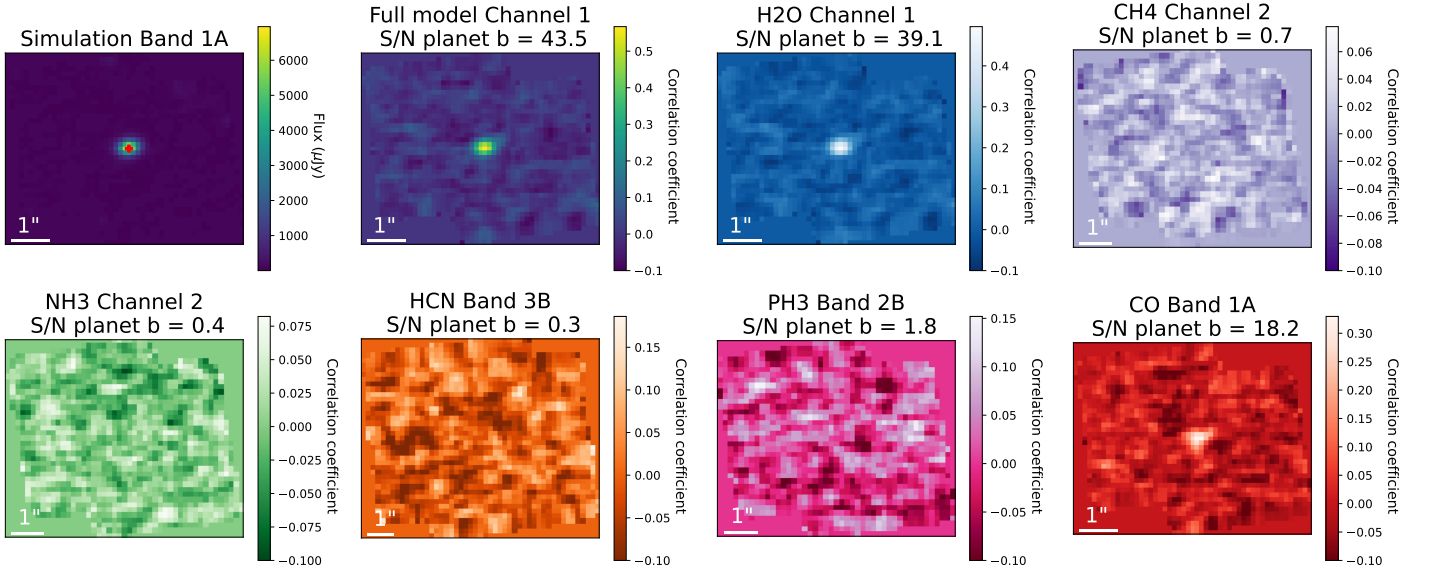 Simulation Band 1A
6000
5000
4000
3000
2000
1000
Flux (μJy)
1"
Full model Channel 1
S/N planet b = 43.5
0.5
0.4
0.3
0.2
0.1
0.0
−0.1
Correlation coefficient
1"
H2O Channel 1
S/N planet b = 39.1
0.4
0.3
0.2
0.1
0.0
−0.1
Correlation coefficient
1"
CH4 Channel 2
S/N planet b = 0.7
0.06
0.04
0.02
0.00
−0.02
−0.04
−0.06
−0.08
−0.10
Correlation coefficient
1"
NH3 Channel 2
S/N planet b = 0.4
0.075
0.050
0.025
0.000
−0.025
−0.050
−0.075
−0.100
Correlation coefficient
1"
HCN Band 3B
S/N planet b = 0.3
0.15
0.10
0.05
0.00
−0.05
−0.10
Correlation coefficient
1"
PH3 Band 2B
S/N planet b = 1.8
0.15
0.10
0.05
0.00
−0.05
−0.10
Correlation coefficient
1"
CO Band 1A
S/N planet b = 18.2
0.30
0.25
0.20
0.15
0.10
0.05
0.00
−0.05
−0.10
Correlation coefficient
1"